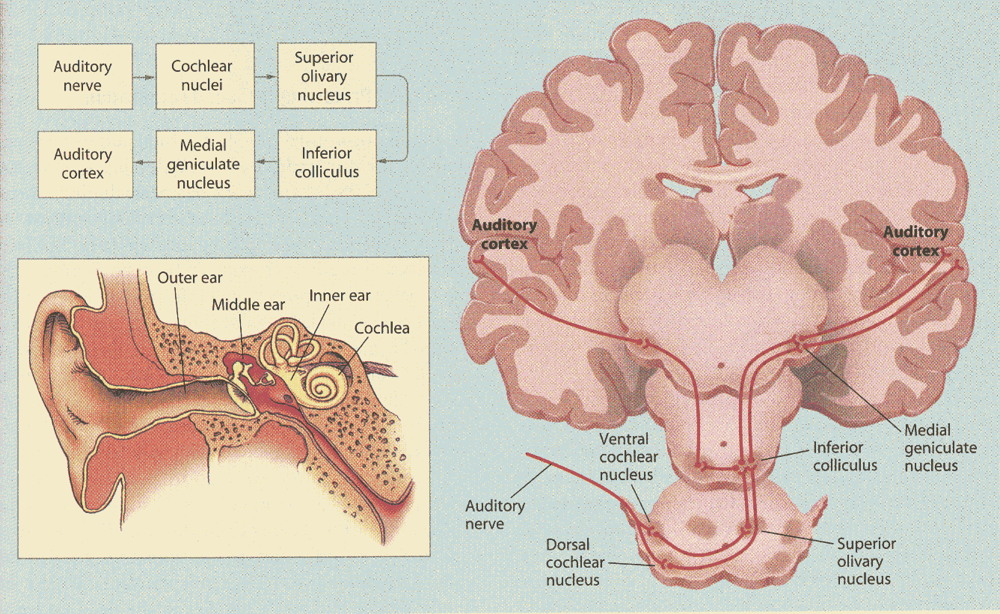 Auditory
nerve
Cochlear
nuclei
Superior
olivary
nucleus
Auditory
cortex
Medial
geniculate
nucleus
Inferior
colliculus
Outer ear
Middle ear
Inner ear
Cochlea
Auditory
cortex
Auditory
cortex
Ventral
cochlear
nucleus
Inferior
colliculus
Medial
geniculate
nucleus
Auditory
nerve
Dorsal
cochlear
nucleus
Superior
olivary
nucleus